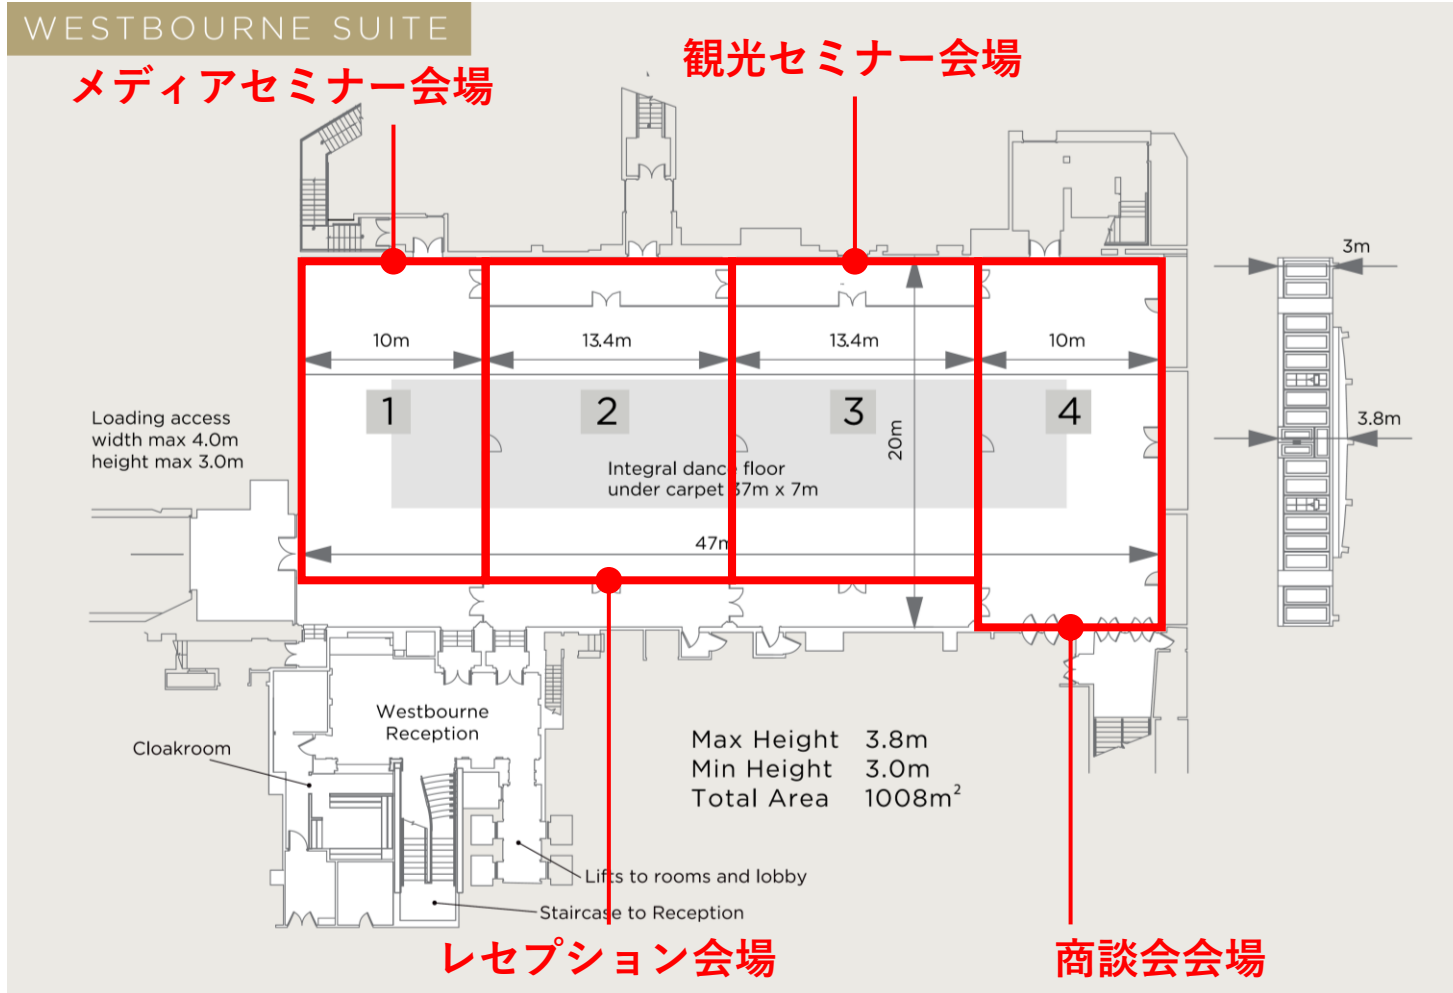 WESTBOURNE SUITE
メディアセミナー会場
観光セミナー会場
3m
10m
13.4m
13.4m
10m
1
2
3
4
20m
3.8m
Loading access
width max 4.0m
height max 3.0m
Integral dance floor
under carpet 37m x 7m
47m
Westbourne
Reception
Cloakroom
Max Height 3.8m
Min Height 3.0m
Total Area 1008m²
Lifts to rooms and lobby
Staircase to Reception
レセプション会場
商談会会場